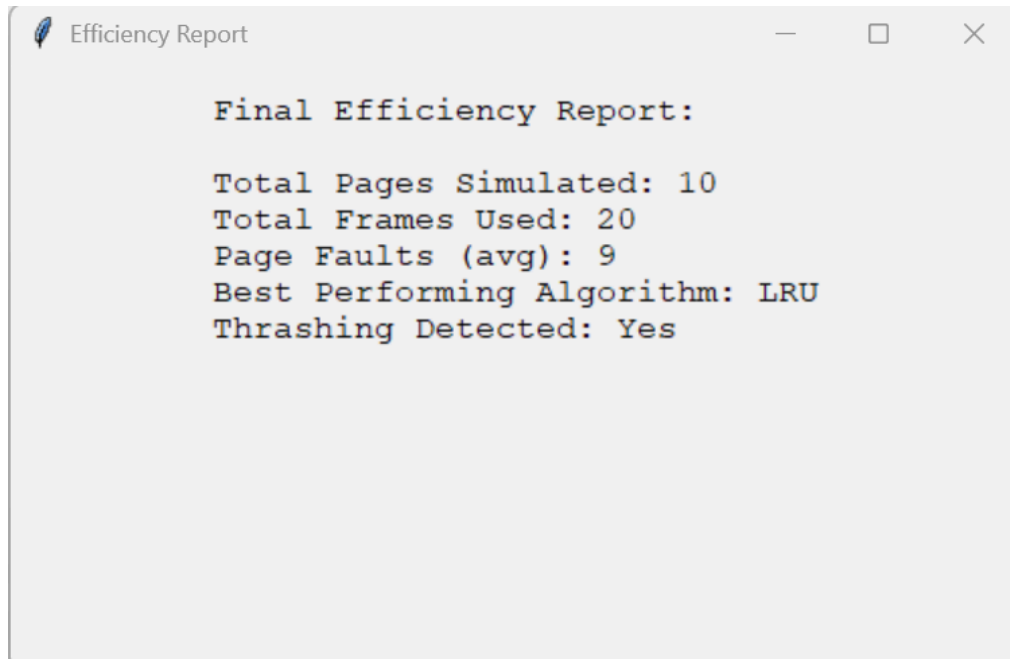 Efficiency Report
Final Efficiency Report:
Total Pages Simulated: 10
Total Frames Used: 20
Page Faults (avg): 9
Best Performing Algorithm: LRU
Thrashing Detected: Yes